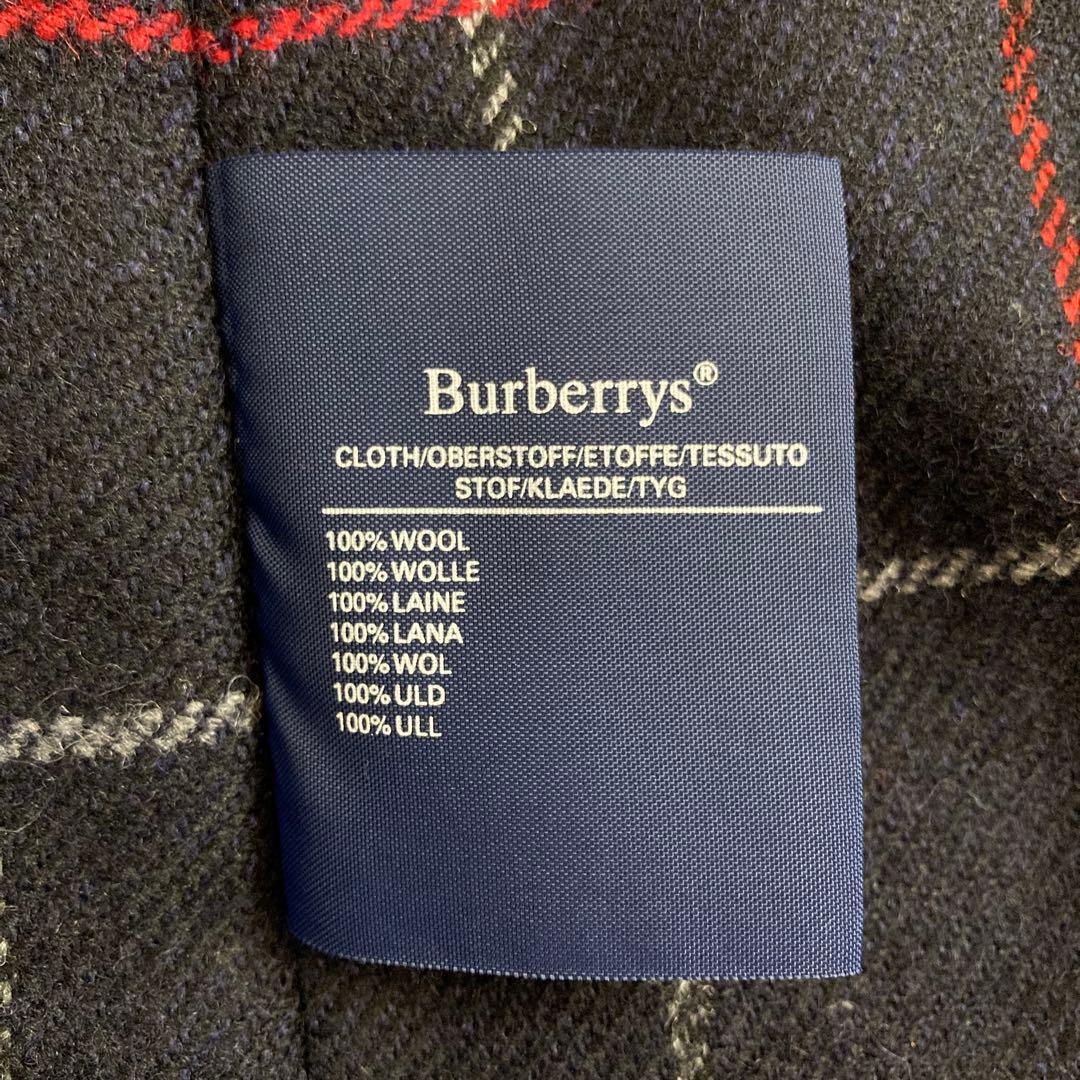 Burberrys®
CLOTH/OBERSTOFF/ETOFFE/TESSUTO
STOF/KLAEDE/TYG
100% WOOL
100% WOLLE
100% LAINE
100% LANA
100% WOL
100% ULD
100% ULL